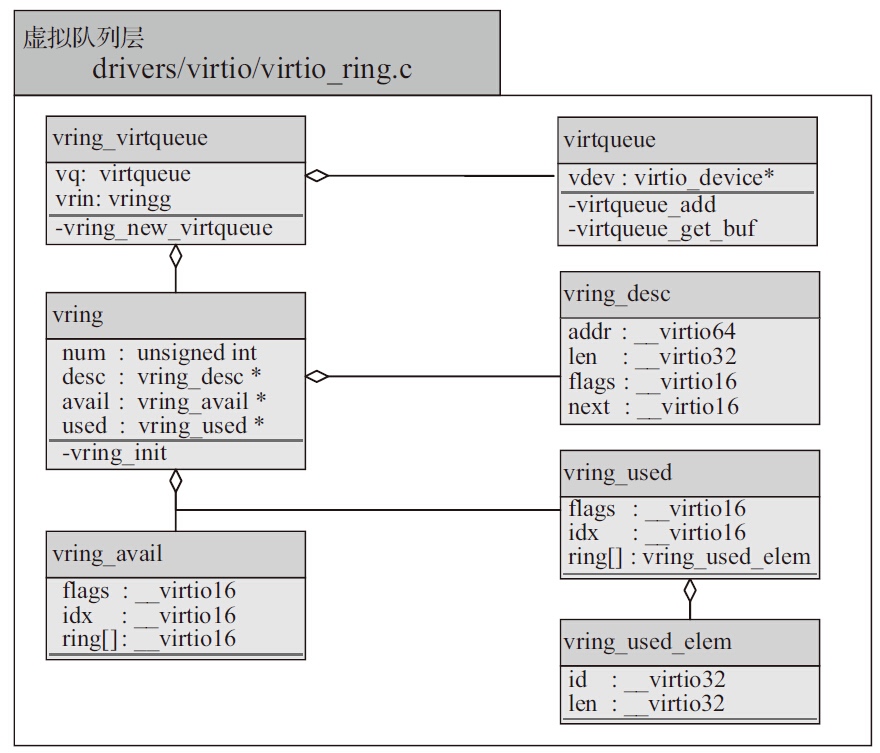 虚拟队列层
drivers/virtio/virtio_ring.c
vring_virtqueue
vq: virtqueue
vrin: vringg
-vring_new_virtqueue
virtqueue
vdev : virtio_device*
-virtqueue_add
-virtqueue_get_buf
vring
num : unsigned int
desc : vring_desc *
avail : vring_avail *
used : vring_used *
-vring_init
vring_desc
addr : __virtio64
len : __virtio32
flags : __virtio16
next : __virtio16
vring_used
flags : __virtio16
idx : __virtio16
ring[] : vring_used_elem
vring_avail
flags : __virtio16
idx : __virtio16
ring[] : __virtio16
vring_used_elem
id : __virtio32
len : __virtio32